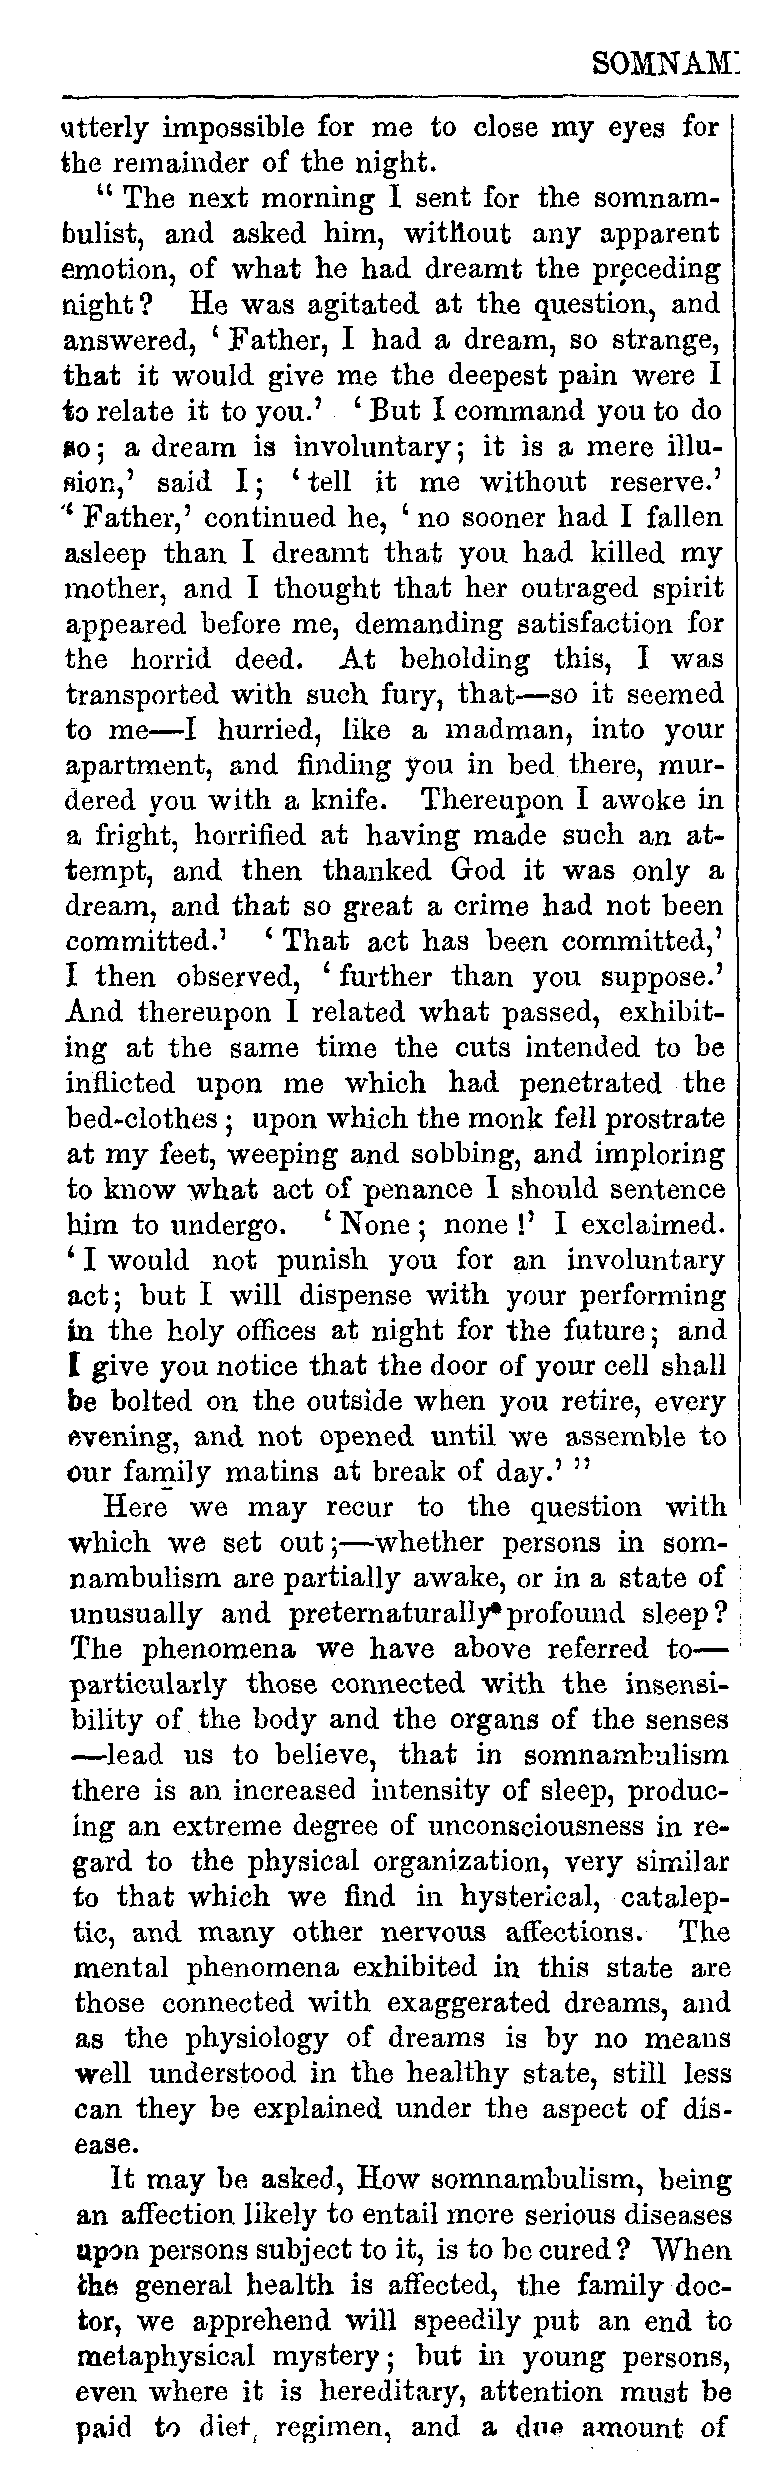 SOMNAM
utterly impossible for me to close my eyes for
the remainder of the night.
“ The next morning I sent for the somnam-
bulist, and asked him, without any apparent
emotion, of what he had dreamt the preceding
night? He was agitated at the question, and
answered, ‘ Father, I had a dream, so strange,
that it would give me the deepest pain were I
to relate it to you.’ ‘ But I command you to do
so; a dream is involuntary; it is a mere illu-
sion,’ said I; ‘ tell it me without reserve.’
“‘ Father,’ continued he, ‘ no sooner had I fallen
asleep than I dreamt that you had killed my
mother, and I thought that her outraged spirit
appeared before me, demanding satisfaction for
the horrid deed. At beholding this, I was
transported with such fury, that—so it seemed
to me—I hurried, like a madman, into your
apartment, and finding you in bed there, mur-
dered you with a knife. Thereupon I awoke in
a fright, horrified at having made such an at-
tempt, and then thanked God it was only a
dream, and that so great a crime had not been
committed.’ ‘ That act has been committed,’
I then observed, ‘ further than you suppose.’
And thereupon I related what passed, exhibit-
ing at the same time the cuts intended to be
inflicted upon me which had penetrated the
bed-clothes; upon which the monk fell prostrate
at my feet, weeping and sobbing, and imploring
to know what act of penance I should sentence
him to undergo. ‘ None; none!’ I exclaimed.
‘ I would not punish you for an involuntary
act; but I will dispense with your performing
in the holy offices at night for the future; and
I give you notice that the door of your cell shall
be bolted on the outside when you retire, every
evening, and not opened until we assemble to
our family matins at break of day.’ ”
Here we may recur to the question with
which we set out;—whether persons in som-
nambulism are partially awake, or in a state of
unusually and preternaturally profound sleep?
The phenomena we have above referred to—
particularly those connected with the insensi-
bility of the body and the organs of the senses
—lead us to believe, that in somnambulism
there is an increased intensity of sleep, produc-
ing an extreme degree of unconsciousness in re-
gard to the physical organization, very similar
to that which we find in hysterical, catalep-
tic, and many other nervous affections. The
mental phenomena exhibited in this state are
those connected with exaggerated dreams, and
as the physiology of dreams is by no means
well understood in the healthy state, still less
can they be explained under the aspect of dis-
ease.
It may be asked, How somnambulism, being
an affection likely to entail more serious diseases
upon persons subject to it, is to be cured? When
the general health is affected, the family doc-
tor, we apprehend will speedily put an end to
metaphysical mystery; but in young persons,
even where it is hereditary, attention must be
paid to diet, regimen, and a due amount of